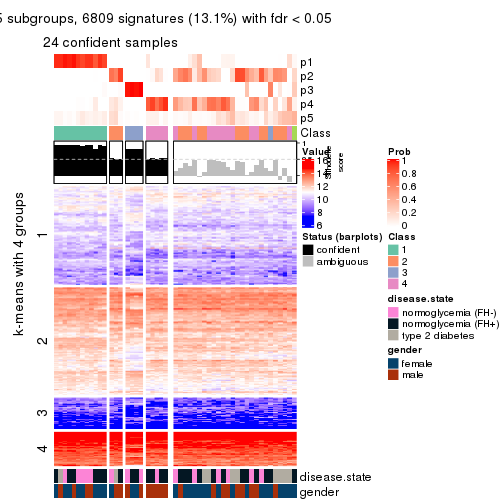 5 subgroups, 6809 signatures (13.1%) with fdr < 0.05
24 confident samples
p1
p2
p3
p4
p5
Class
1
score
Value
16
14
12
10
8
6
Prob
1
0.8
0.6
0.4
0.2
0
Status (barplots)
confident
ambiguous
Class
1
2
3
4
disease.state
normoglycemia (FH-)
normoglycemia (FH+)
type 2 diabetes
gender
female
male
k-means with 4 groups
1
2
3
4
disease.state
gender